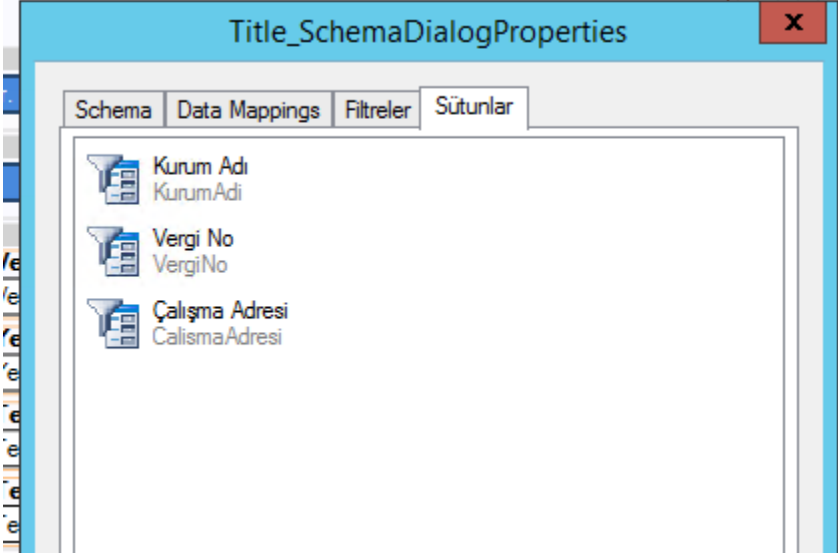 Title_SchemaDialogProperties
x
Schema
Data Mappings
Filtreler
Sütunlar
Kurum Adı
KurumAdi
Vergi No
VergiNo
Çalışma Adresi
CalismaAdresi